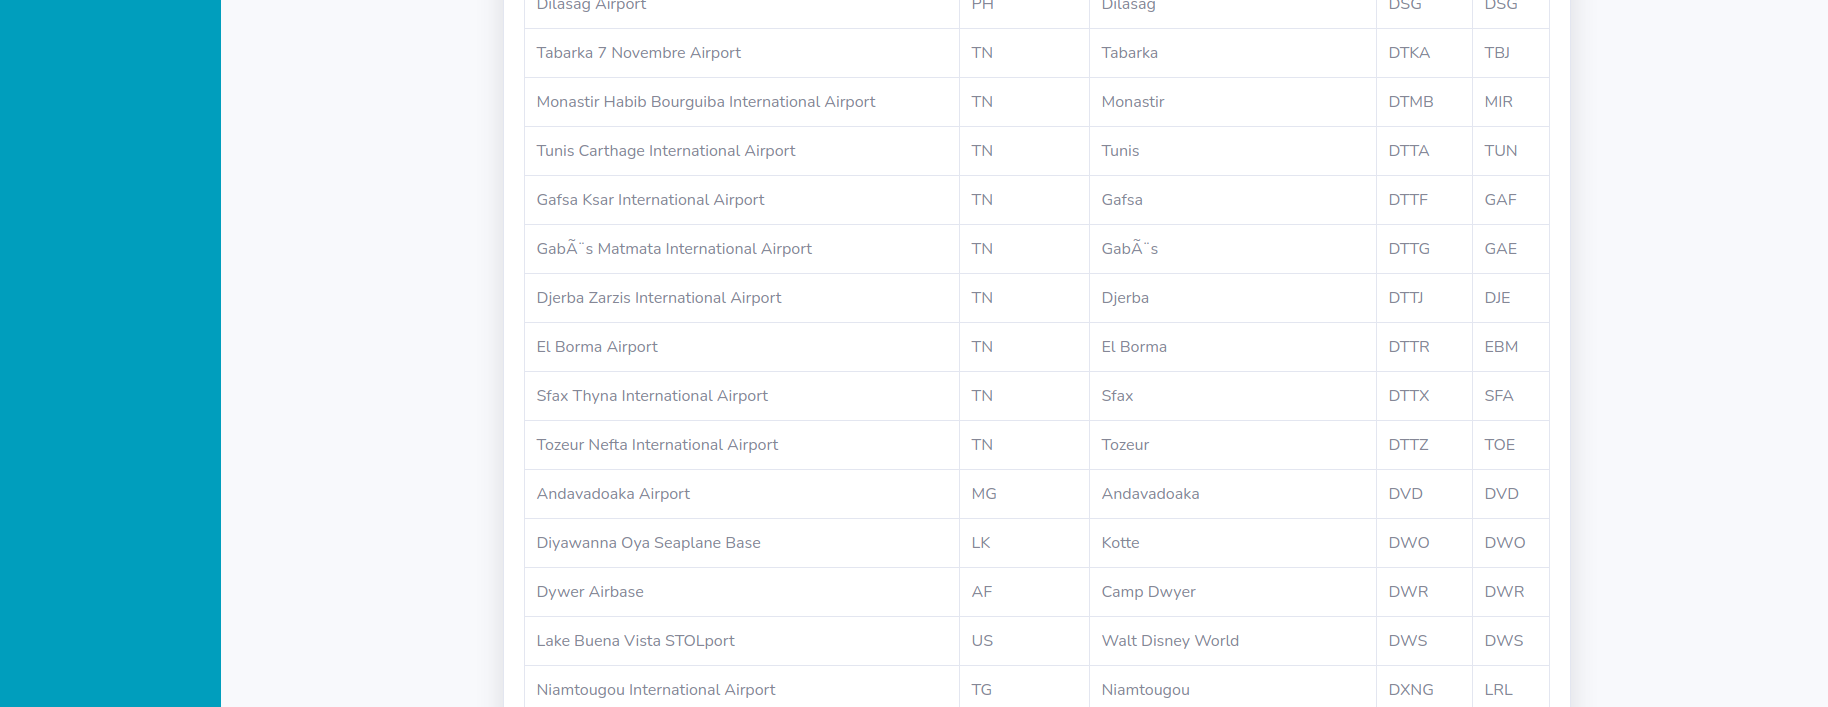 Dilasag Airport PH Dilasag DSG DSG
Tabarka 7 Novembre Airport TN Tabarka DTKA TBJ
Monastir Habib Bourguiba International Airport TN Monastir DTMB MIR
Tunis Carthage International Airport TN Tunis DTTA TUN
Gafsa Ksar International Airport TN Gafsa DTTF GAF
GabÃ¨s Matmata International Airport TN GabÃ¨s DTTG GAE
Djerba Zarzis International Airport TN Djerba DTTJ DJE
El Borma Airport TN El Borma DTTR EBM
Sfax Thyna International Airport TN Sfax DTTX SFA
Tozeur Nefta International Airport TN Tozeur DTTZ TOE
Andavadoaka Airport MG Andavadoaka DVD DVD
Diyawanna Oya Seaplane Base LK Kotte DWO DWO
Dywer Airbase AF Camp Dwyer DWR DWR
Lake Buena Vista STOLport US Walt Disney World DWS DWS
Niamtougou International Airport TG Niamtougou DXNG LRL